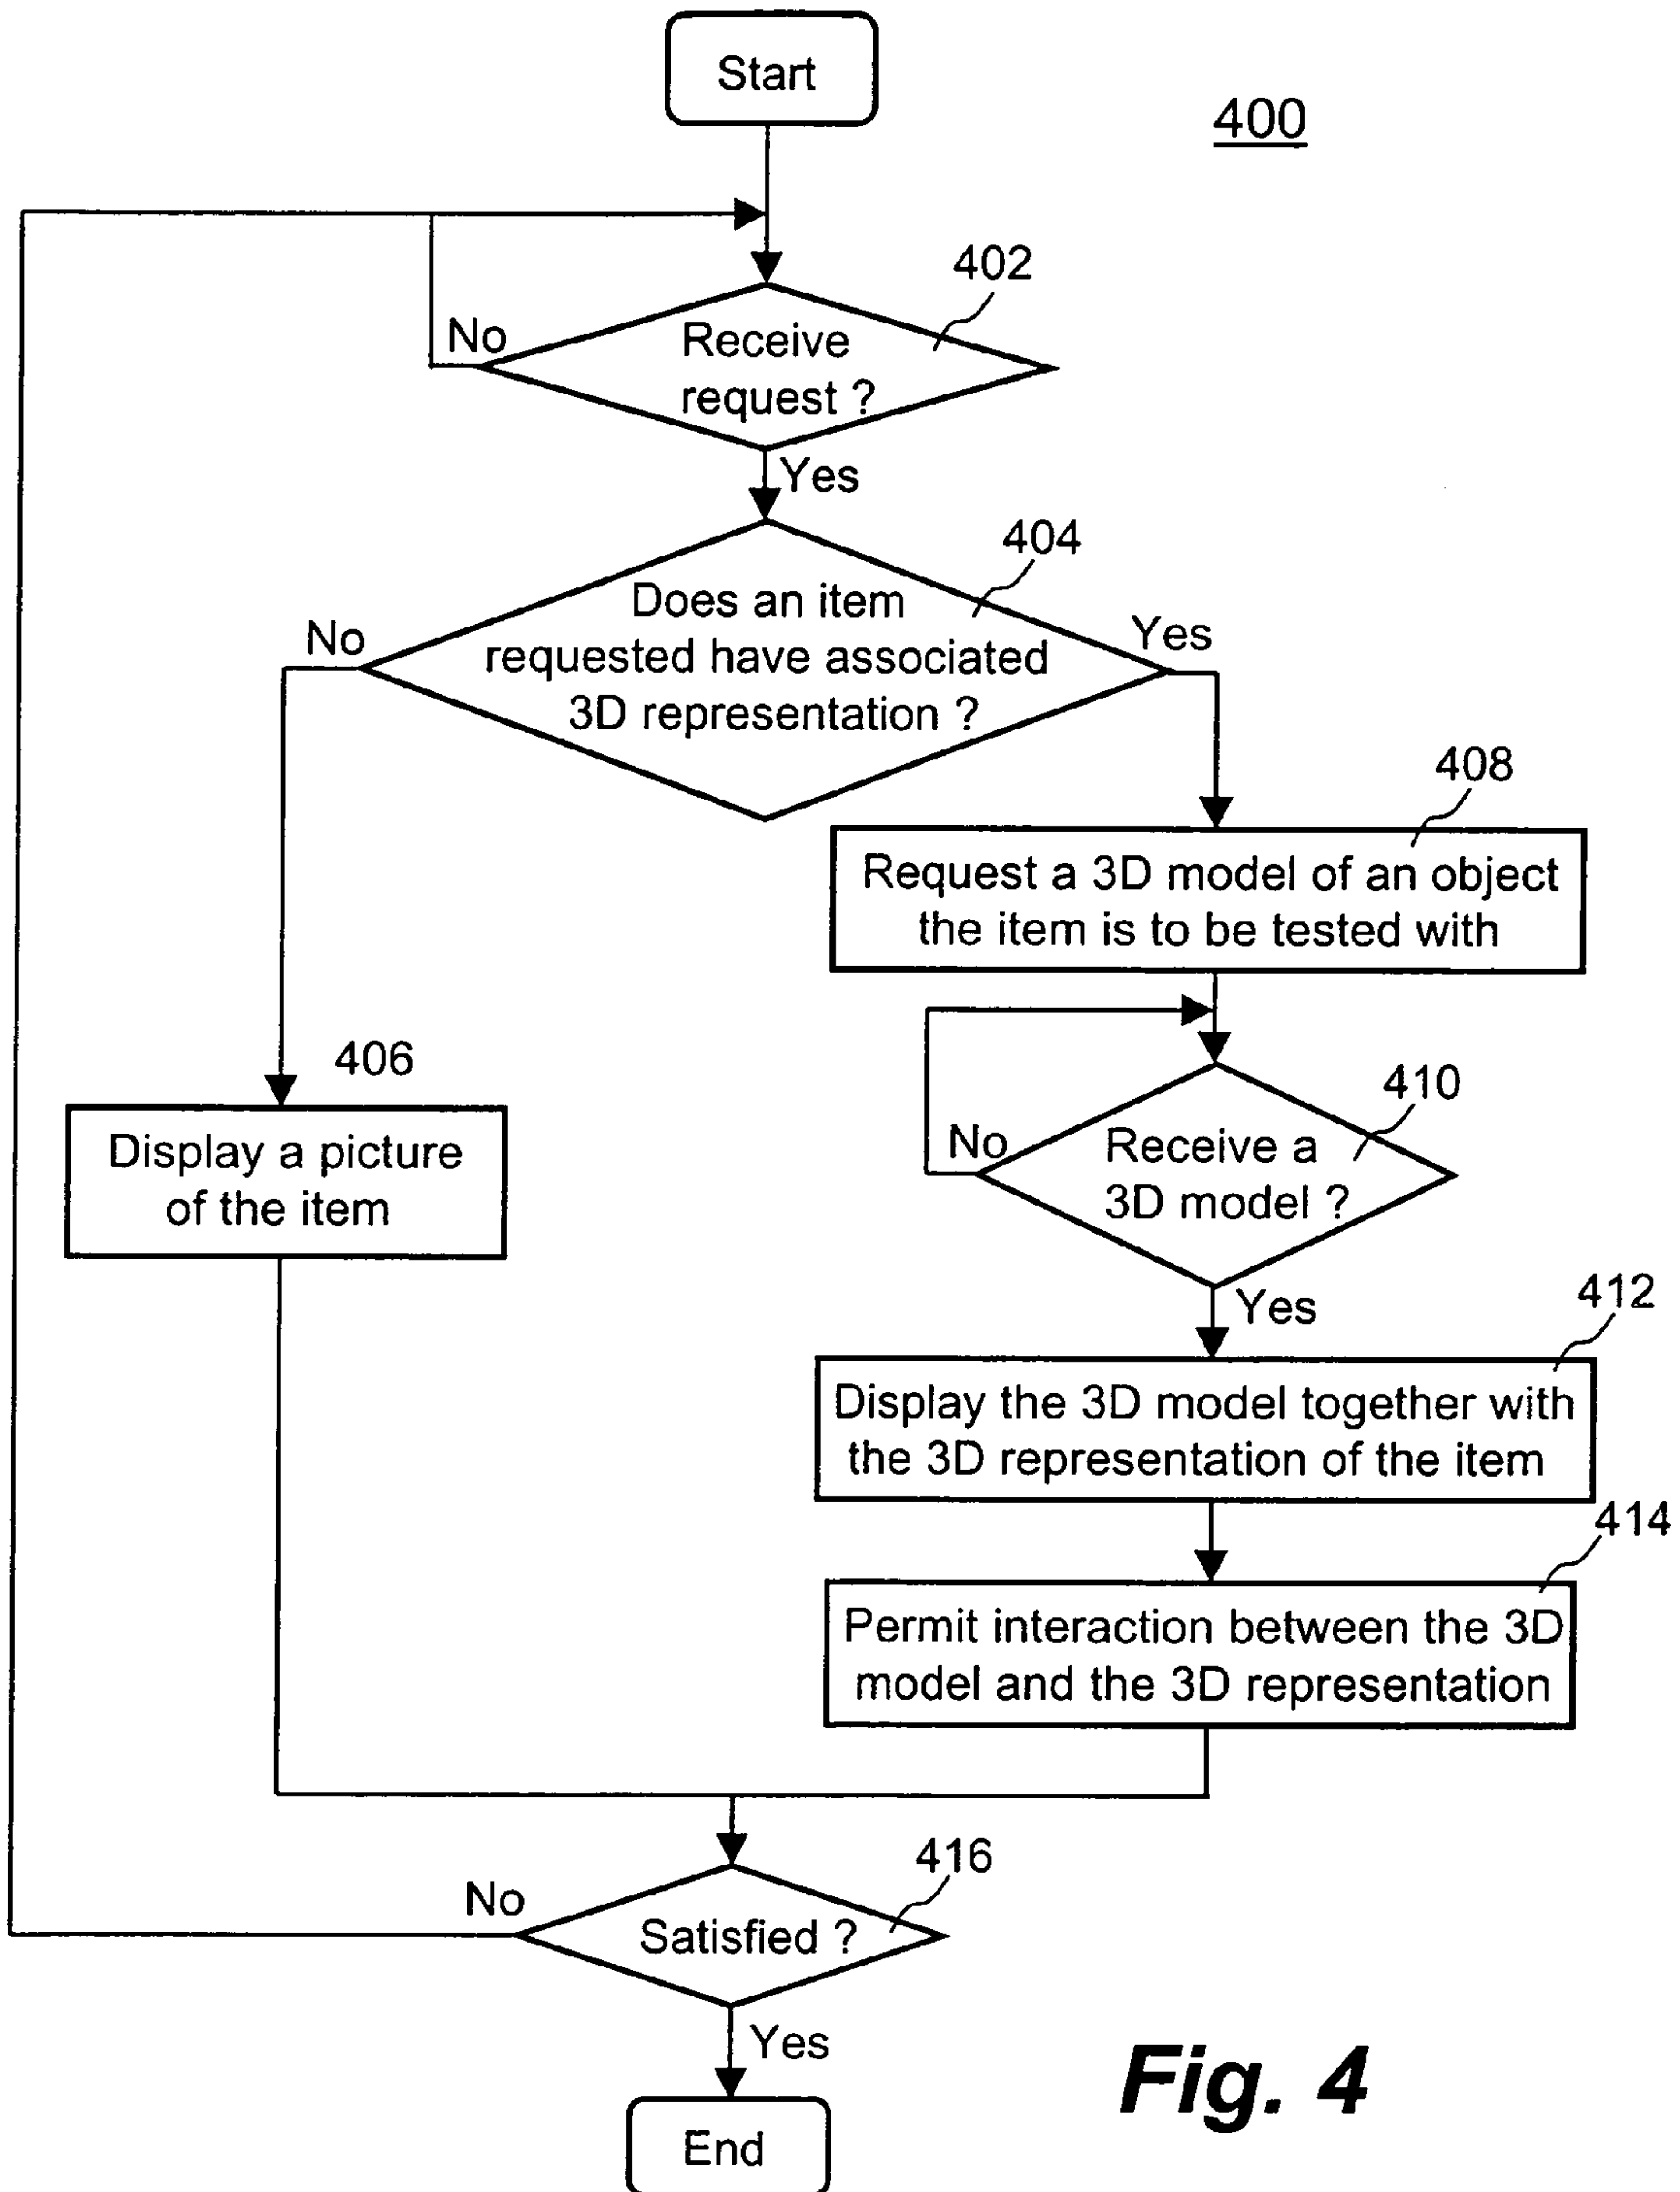 Start
400
402
No
Receive
request ?
Yes
404
Does an item
requested have associated
3D representation ?
No
Yes
408
Request a 3D model of an object
the item is to be tested with
406
Display a picture
of the item
410
No
Receive a
3D model ?
Yes
412
Display the 3D model together with
the 3D representation of the item
414
Permit interaction between the 3D
model and the 3D representation
416
No
Satisfied ?
Yes
End
Fig. 4